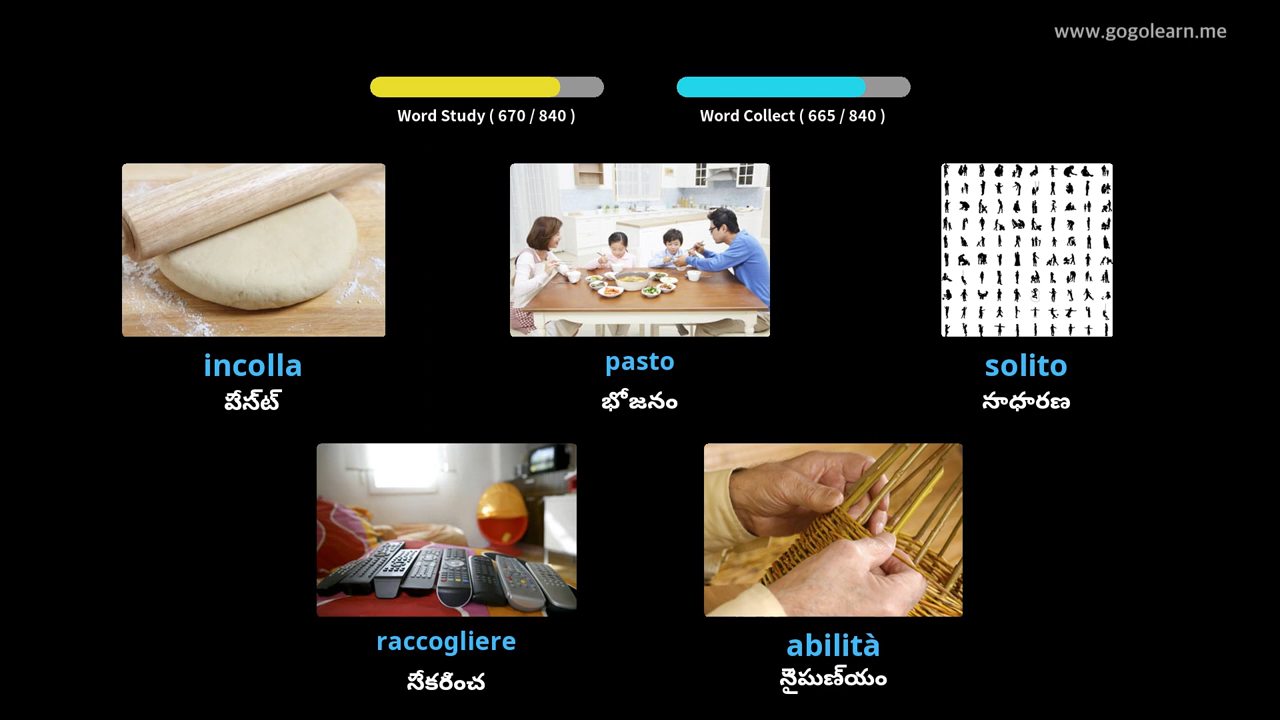 www.gogolearn.me
Word Study ( 670 / 840 )
Word Collect ( 665 / 840 )
incolla
పేస్ట్
pasto
భోజనం
solito
సాధారణ
raccogliere
సేకరించ
abilità
నైపుణ్యం